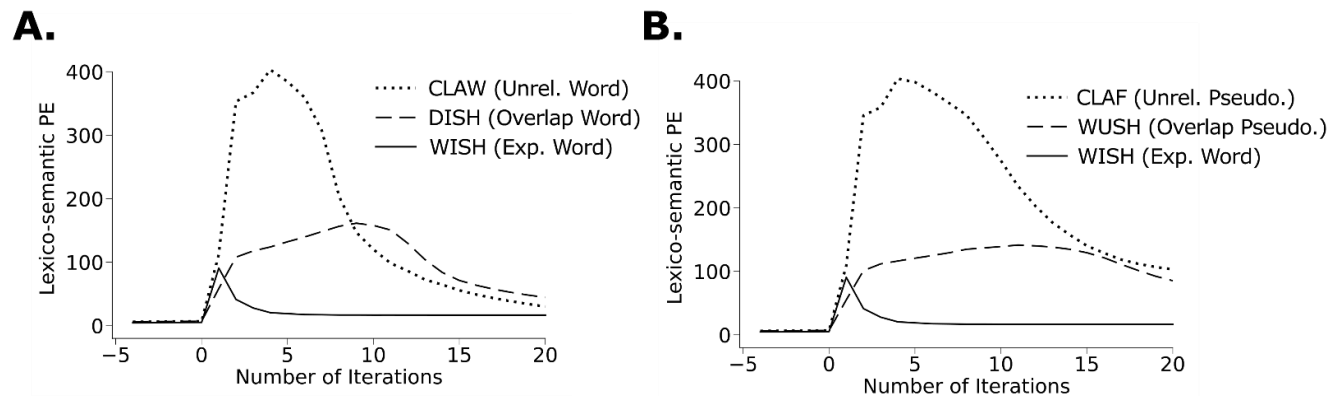 A.
Lexico-semantic PE
400
300
200
100
0
−5
0
5
10
15
20
Number of Iterations
CLAW (Unrel. Word)
DISH (Overlap Word)
WISH (Exp. Word)
B.
Lexico-semantic PE
400
300
200
100
0
−5
0
5
10
15
20
Number of Iterations
CLAF (Unrel. Pseudo.)
WUSH (Overlap Pseudo.)
WISH (Exp. Word)